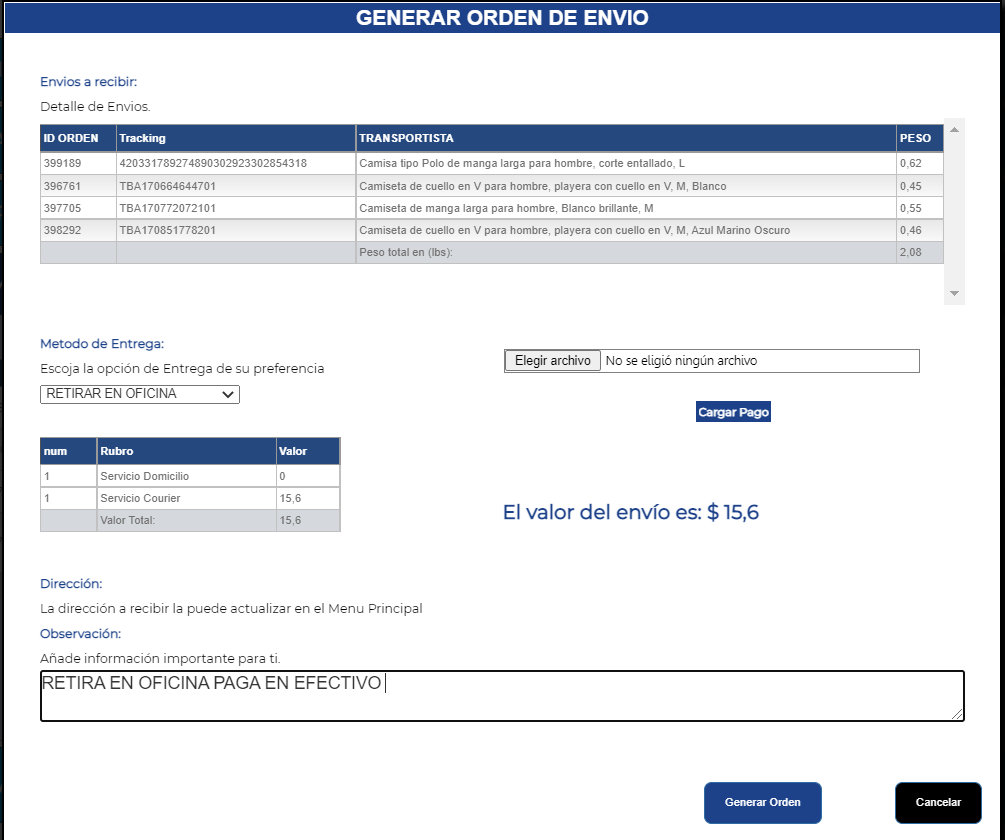 GENERAR ORDEN DE ENVIO
Envios a recibir:
Detalle de Envios.
ID ORDEN Tracking TRANSPORTISTA PESO
399189 420331789274890302923302854318 Camisa tipo Polo de manga larga para hombre, corte entallado, L 0,62
396761 TBA170664644701 Camiseta de cuello en V para hombre, playera con cuello en V, M, Blanco 0,45
397705 TBA170772072101 Camiseta de manga larga para hombre, Blanco brillante, M 0,55
398292 TBA170851778201 Camiseta de cuello en V para hombre, playera con cuello en V, M, Azul Marino Oscuro 0,46
Peso total en (lbs): 2,08
Metodo de Entrega:
Escoja la opción de Entrega de su preferencia
RETIRAR EN OFICINA
Elegir archivo No se eligió ningún archivo
Cargar Pago
num Rubro Valor
1 Servicio Domicilio 0
1 Servicio Courier 15,6
Valor Total: 15,6
El valor del envío es: $ 15,6
Dirección:
La dirección a recibir la puede actualizar en el Menu Principal
Observación:
Añade información importante para ti.
RETIRA EN OFICINA PAGA EN EFECTIVO
Generar Orden Cancelar